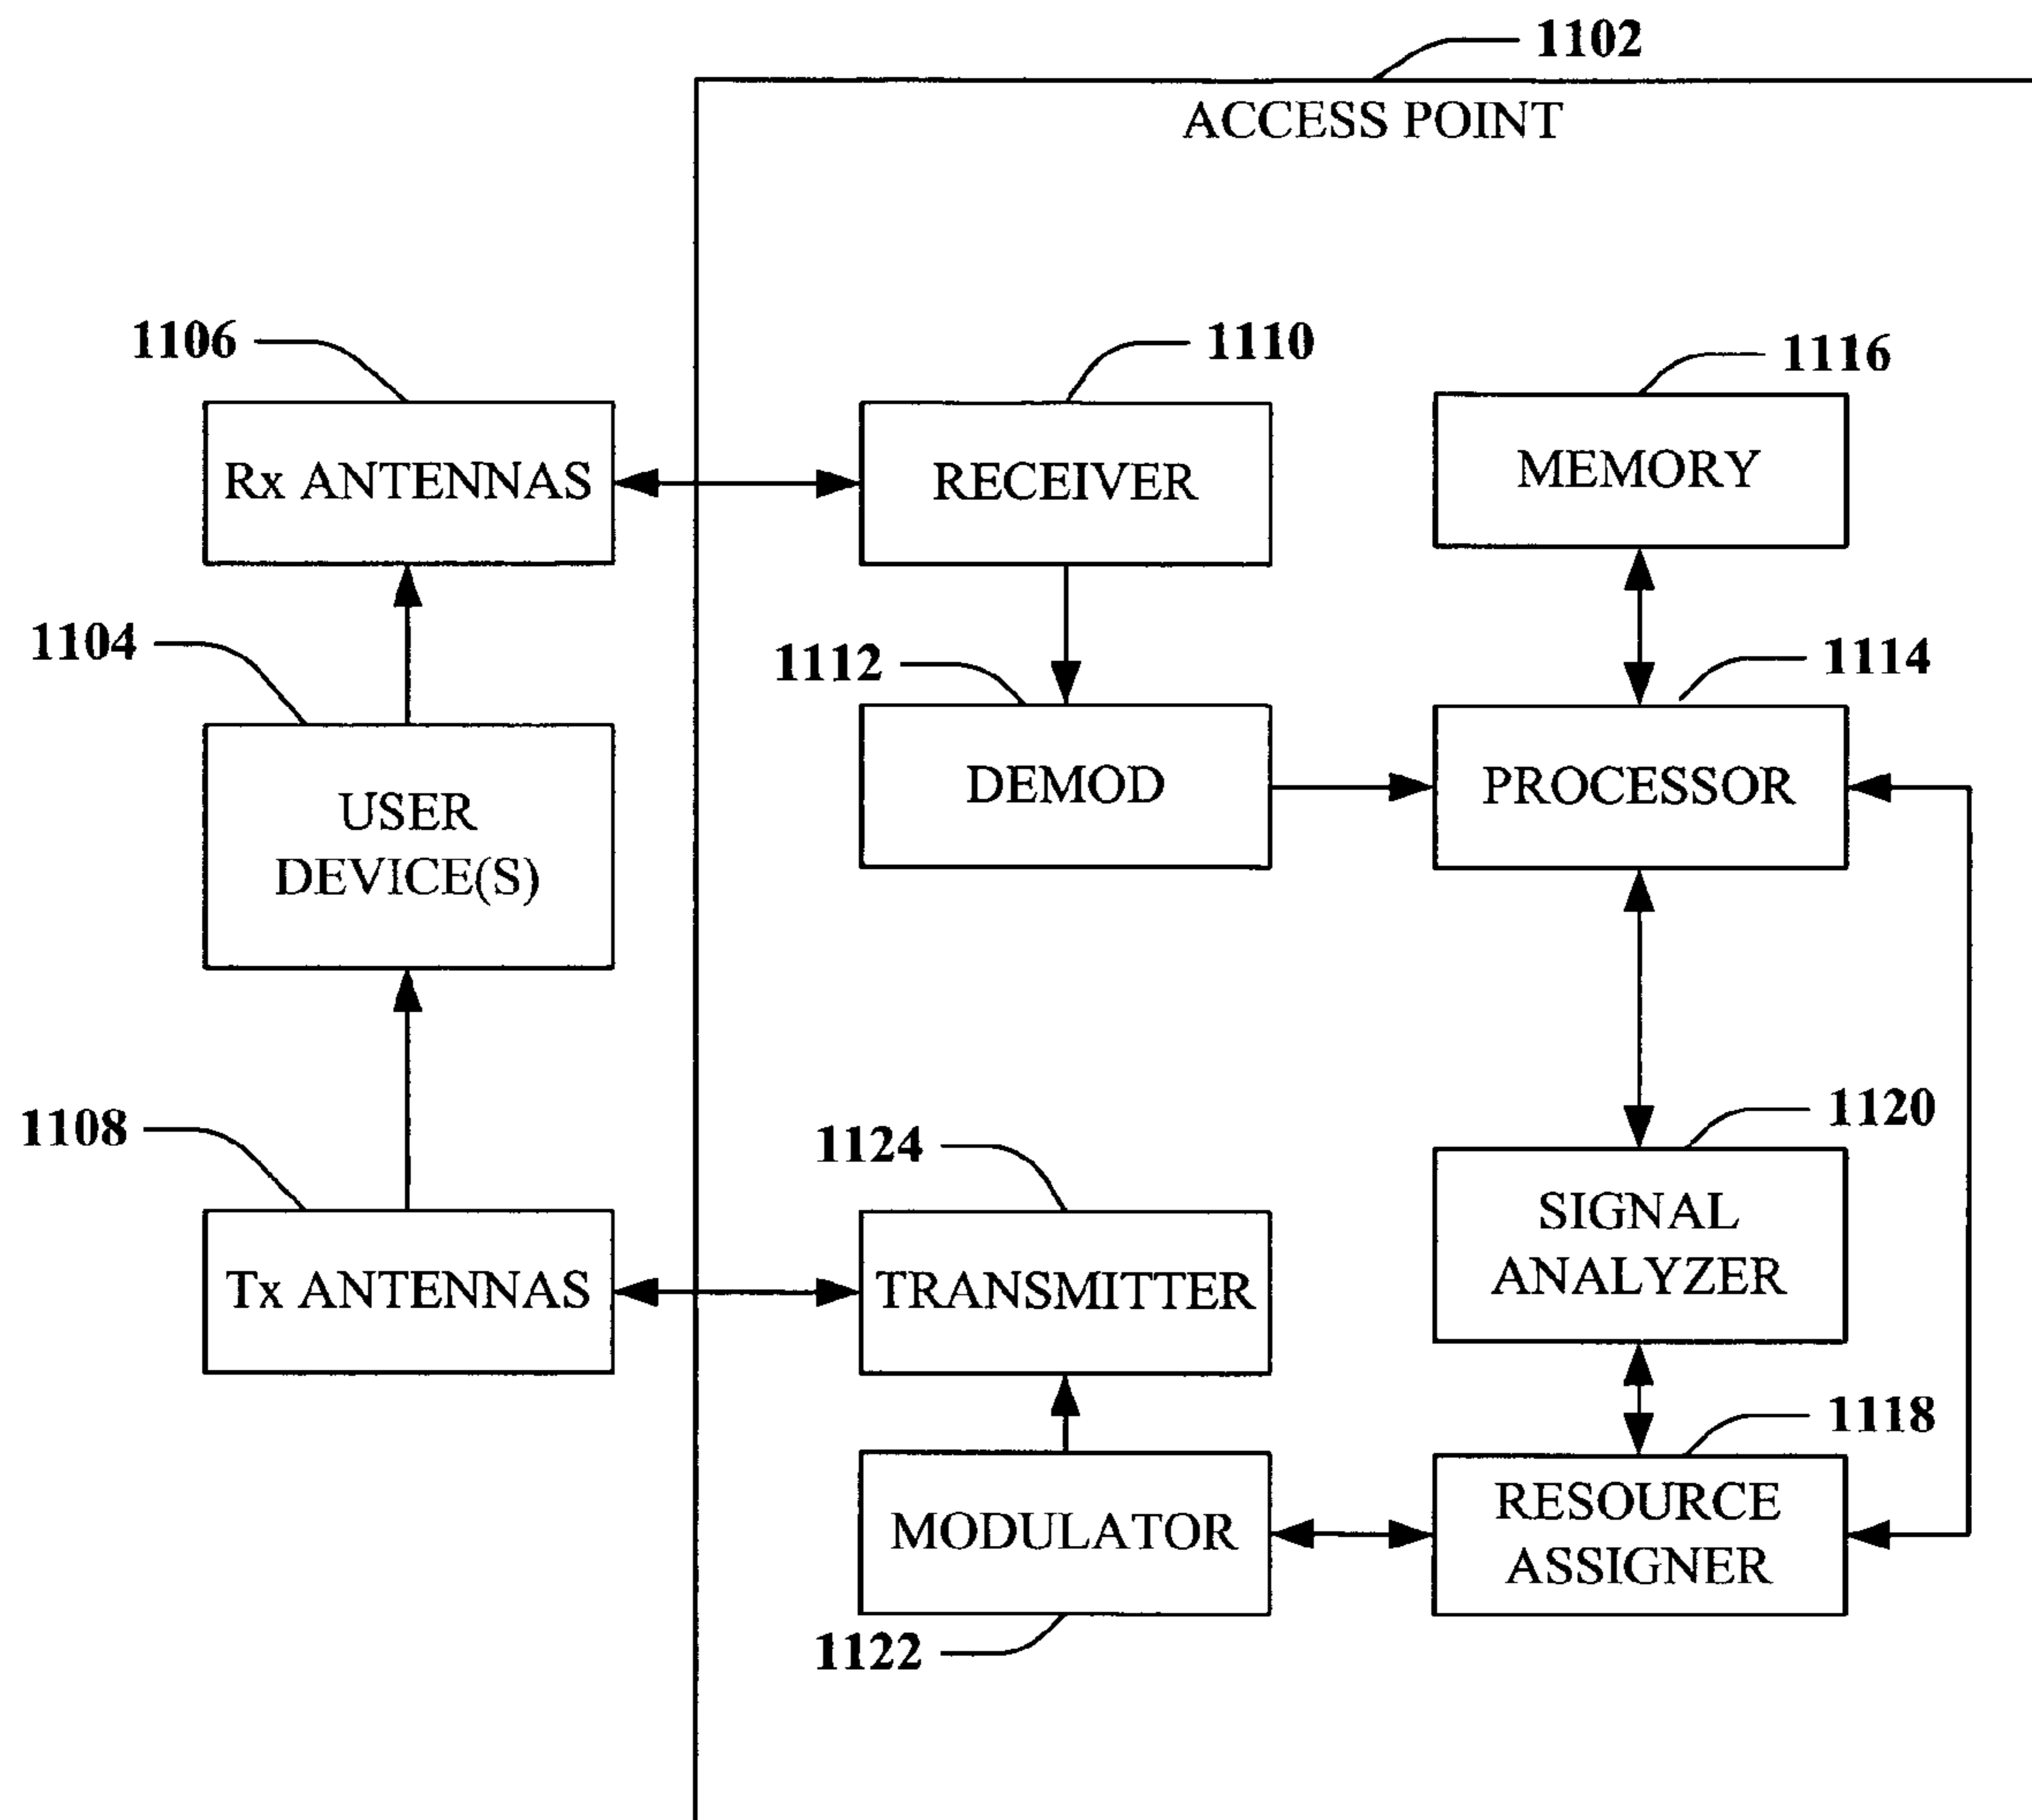 1102
ACCESS POINT
1106
1110
1116
Rx ANTENNAS
RECEIVER
MEMORY
1104
1112
1114
USER
DEVICE(S)
DEMOD
PROCESSOR
1108
1124
1120
Tx ANTENNAS
TRANSMITTER
SIGNAL
ANALYZER
1118
MODULATOR
RESOURCE
ASSIGNER
1122